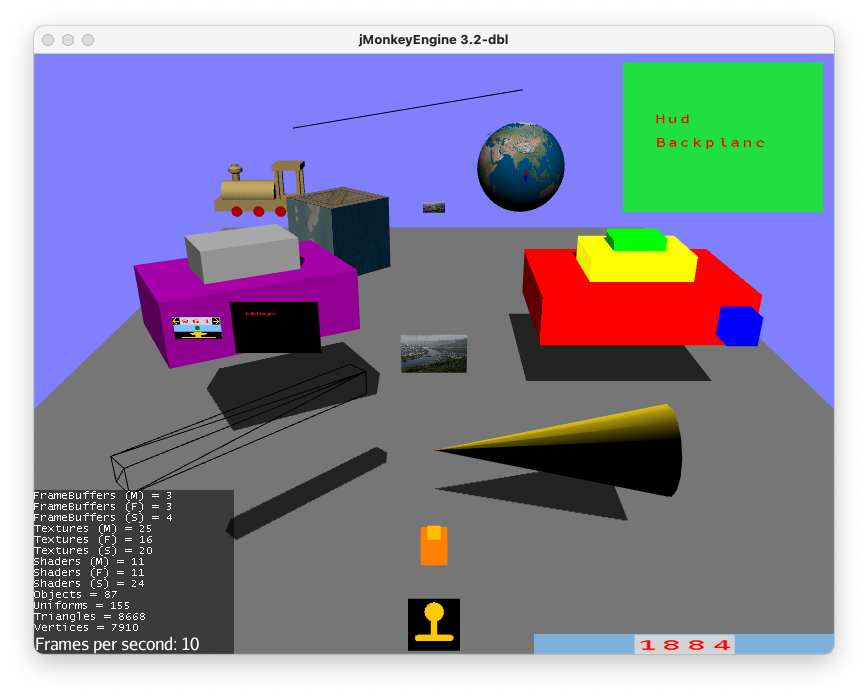 jMonkeyEngine 3.2-dbl
Hud
Backplane
FrameBuffers (M) = 3
FrameBuffers (F) = 3
FrameBuffers (S) = 4
Textures (M) = 25
Textures (F) = 16
Textures (S) = 20
Shaders (M) = 11
Shaders (F) = 11
Shaders (S) = 24
Objects = 87
Uniforms = 155
Triangles = 8668
Vertices = 7910
Frames per second: 10
1884